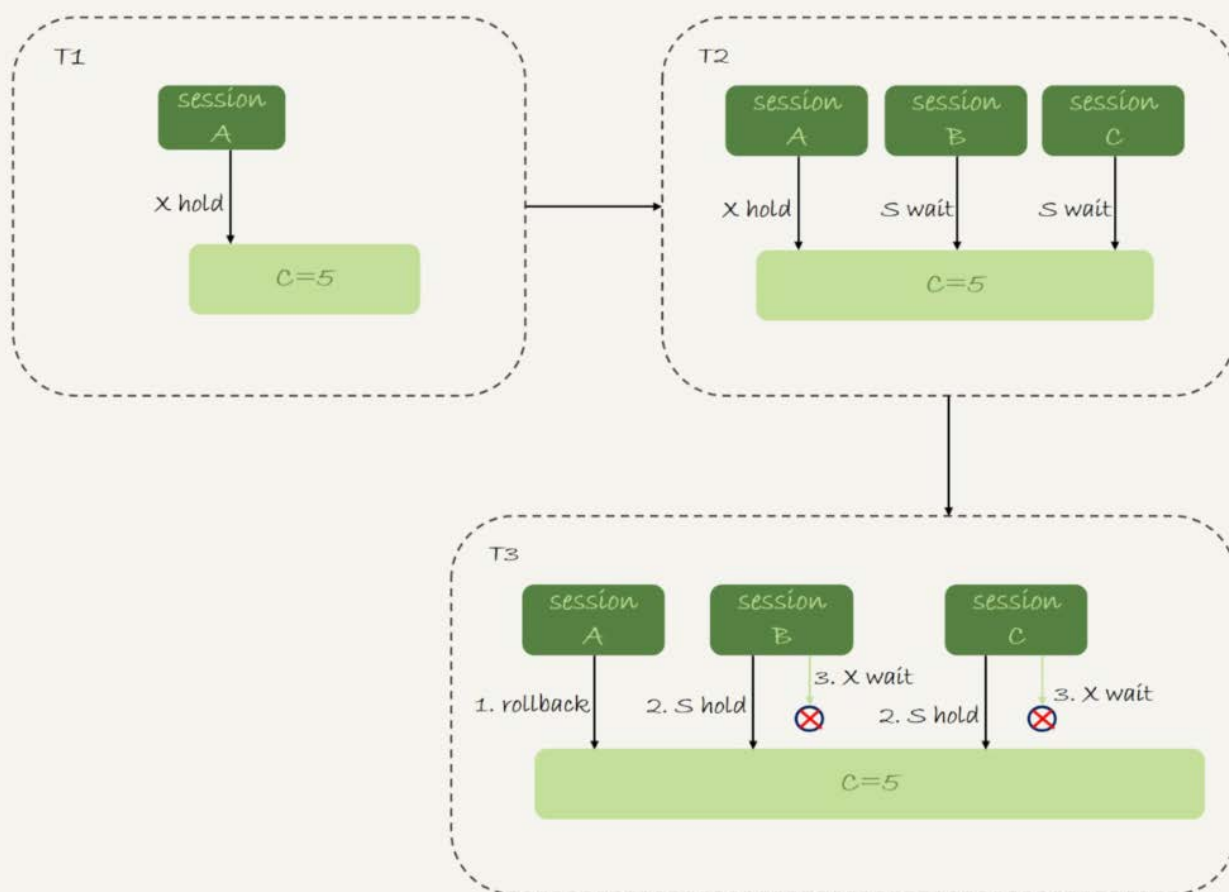 T1
session
A
X hold
C=5
T2
session
A
session
B
session
C
X hold
S wait
S wait
C=5
T3
session
A
session
B
session
C
1. rollback
2. S hold
3. X wait
2. S hold
3. X wait
C=5